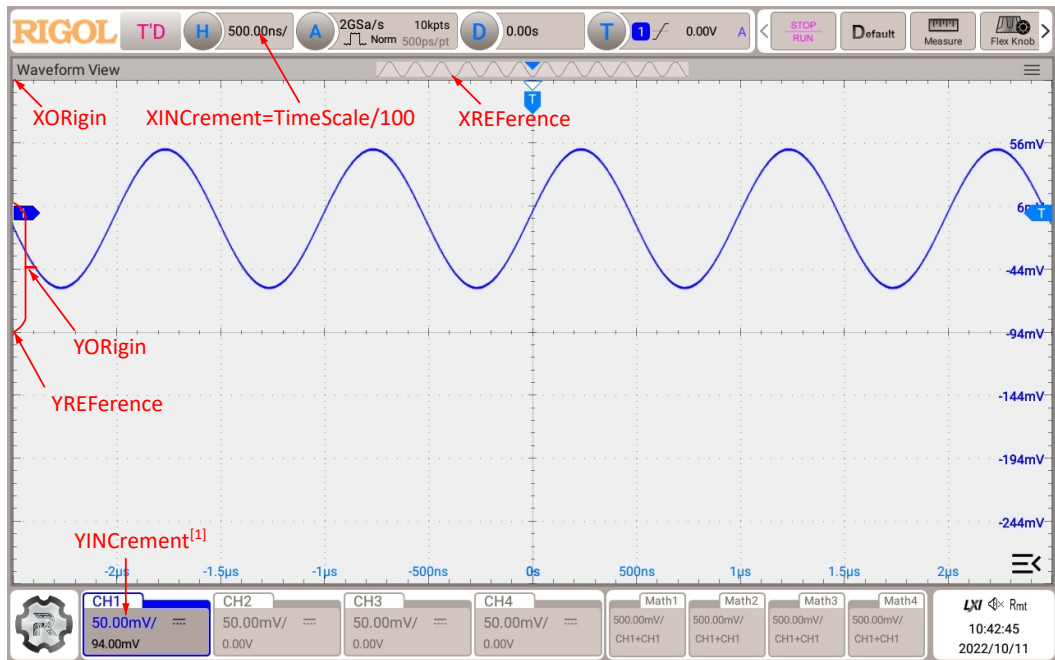 RIGOL T'D H 500.00ns/ A 2GSa/s 10kpts D 0.00s T 1 0.00V A < STOP Default Measure Flex Knob >
Norm 500ps/pt RUN
Waveform View
T
XORigin XINCrement=TimeScale/100 XREFerence
56mV
T
-44mV
YORigin
-94mV
YREFerence
-144mV
-194mV
-244mV
YINCrement[1]
-2µs -1.5µs -1µs -500ns 0s 500ns 1µs 1.5µs 2µs
CH1 CH2 CH3 CH4 Math1 Math2 Math3 Math4 LXI Rmt
50.00mV/ 50.00mV/ 50.00mV/ 50.00mV/ 500.00mV/ 500.00mV/ 500.00mV/ 500.00mV/ 10:42:45
94.00mV 0.00V 0.00V 0.00V CH1+CH1 CH1+CH1 CH1+CH1 CH1+CH1 2022/10/11